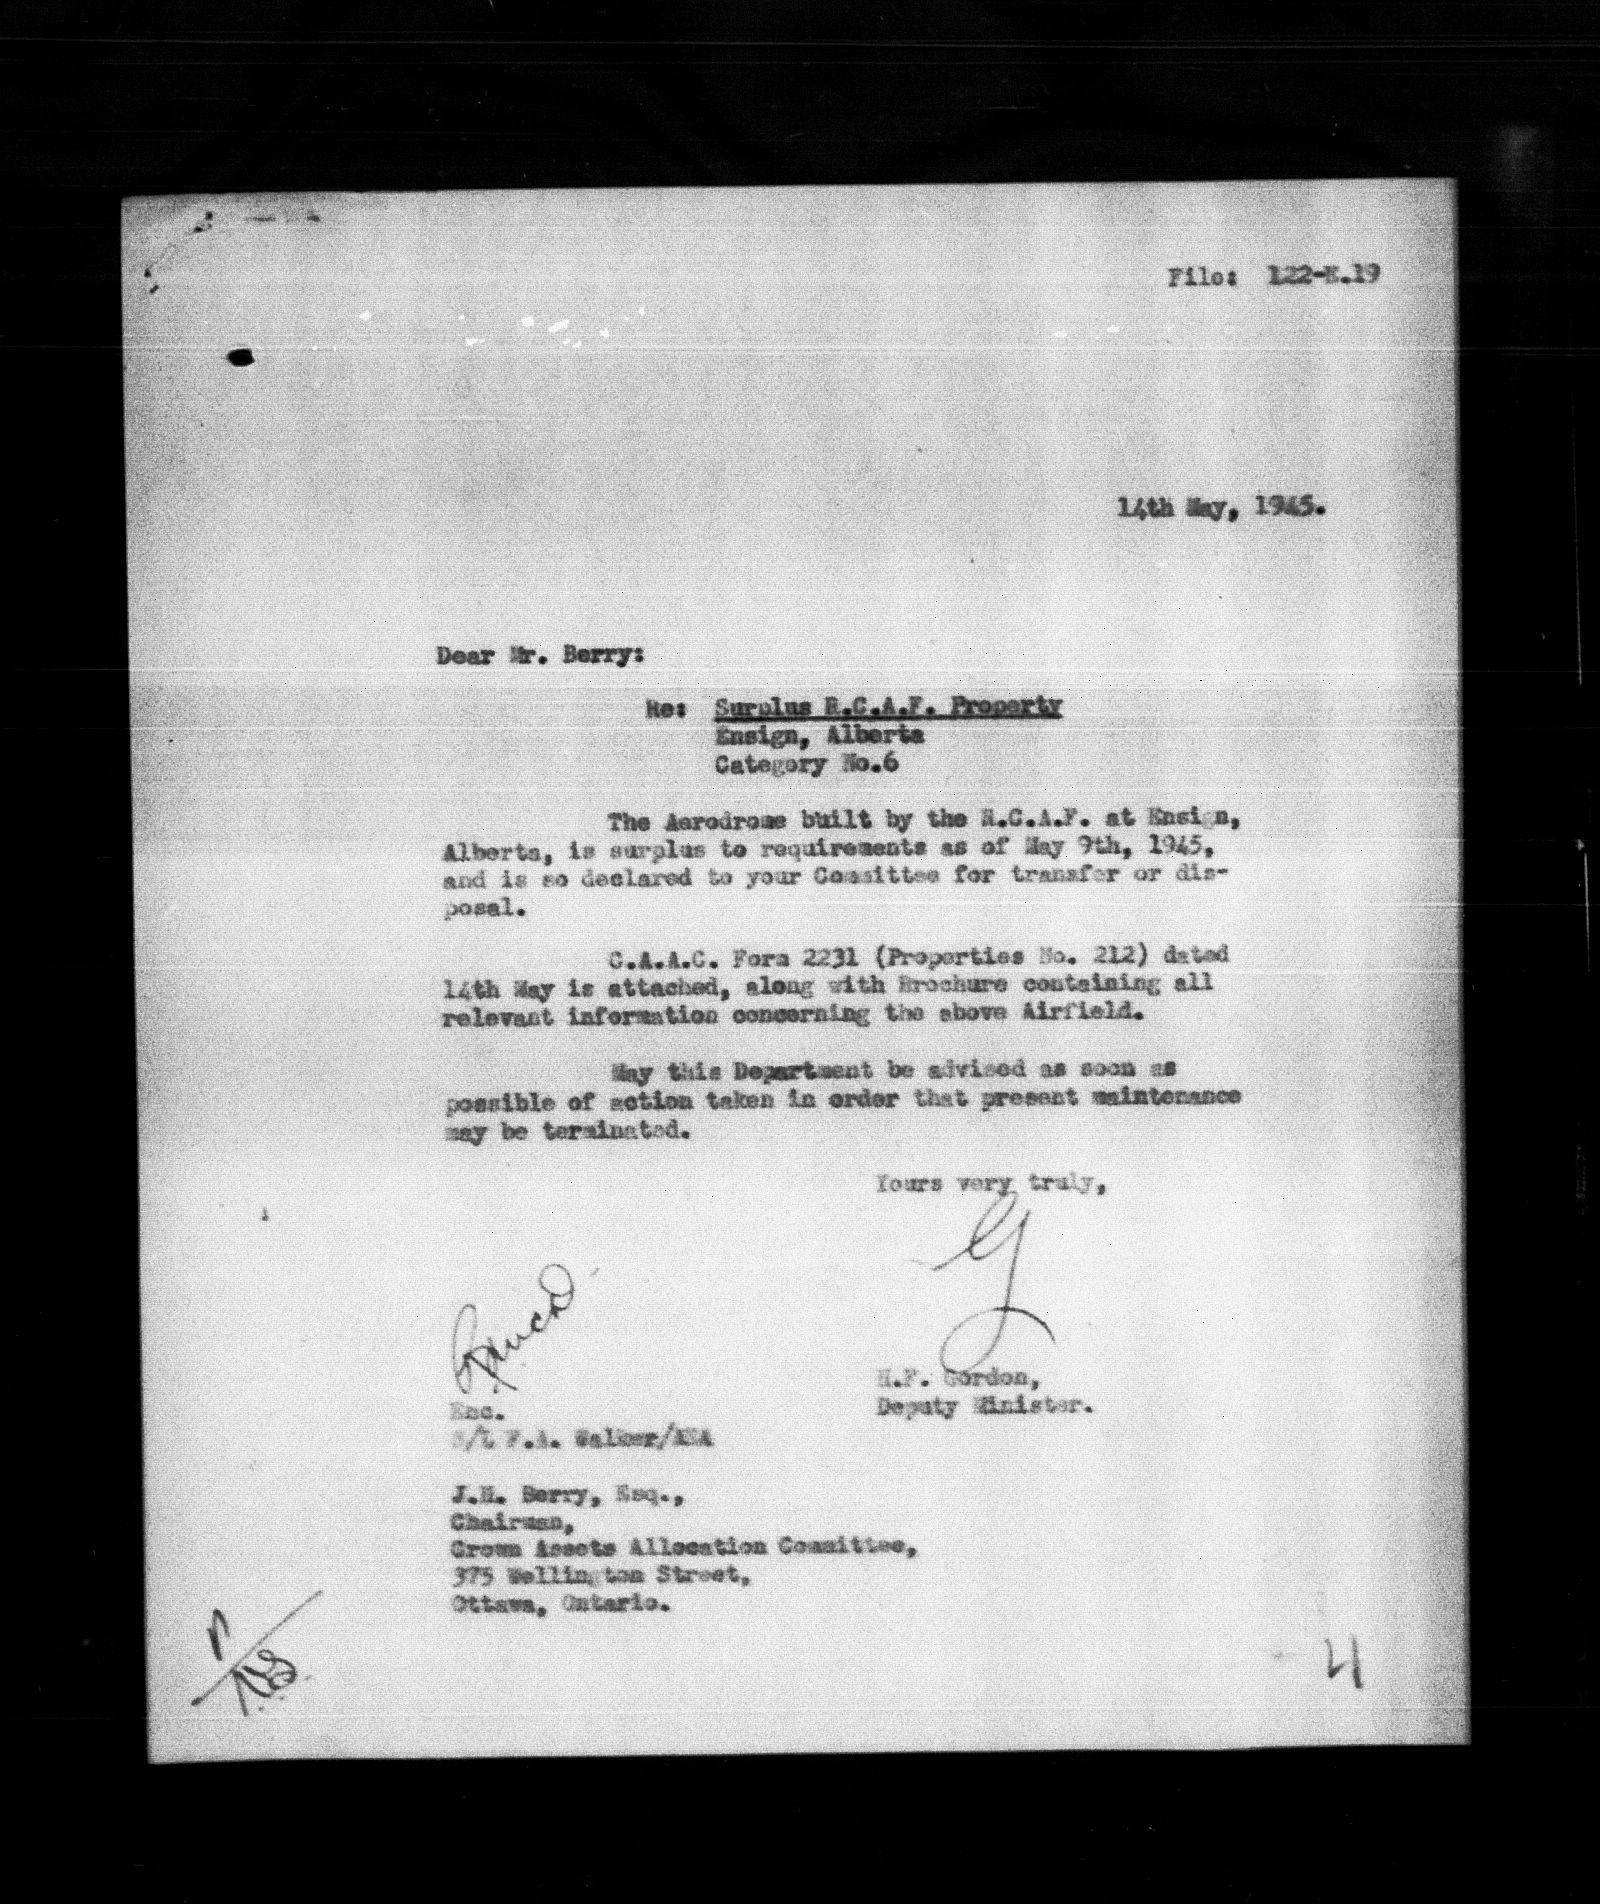 File: 122-E.19
14th May, 1945.
Dear Mr. Berry:
Re: Surplus R.C.A.F. Property
Ensign, Alberta
Category No.6
The Aerodrome built by the R.C.A.F. at Ensign,
Alberta, is surplus to requirements as of May 9th, 1945,
and is so declared to your Committee for transfer or dis-
posal.
C.A.A.C. Form 2231 (Properties No. 212) dated
14th May is attached, along with Brochure containing all
relevant information concerning the above Airfield.
May this Department be advised as soon as
possible of action taken in order that present maintenance
may be terminated.
Yours very truly,
H.F. Gordon,
Deputy Minister.
Enc.
F.A. Walker/
J.H. Berry, Esq.,
Chairman,
Crown Assets Allocation Committee,
375 Wellington Street,
Ottawa, Ontario.
4